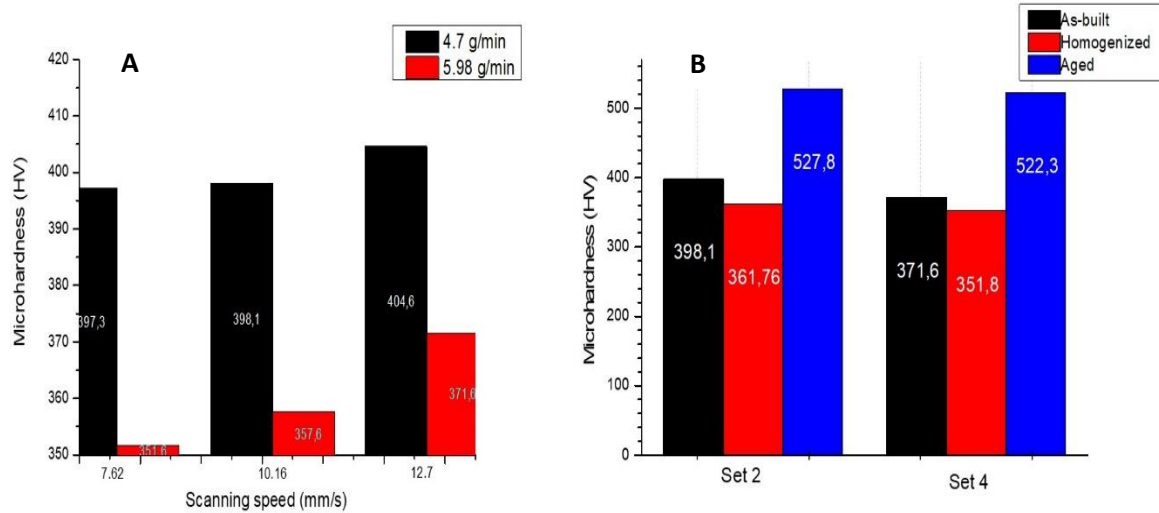 A
4.7 g/min
5.98 g/min
Microhardness (HV)
420
410
400
390
380
370
360
350
397,3
351,6
398,1
357,6
404,6
371,6
7.62
10.16
12.7
Scanning speed (mm/s)
B
As-built
Homogenized
Aged
Microhardness (HV)
500
400
300
200
100
0
398,1
361,76
527,8
371,6
351,8
522,3
Set 2
Set 4